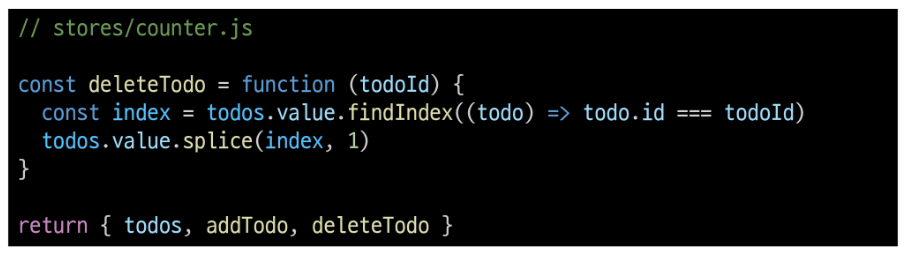 // stores/counter.js
const deleteTodo = function (todoId) {
  const index = todos.value.findIndex((todo) => todo.id === todoId)
  todos.value.splice(index, 1)
}
return { todos, addTodo, deleteTodo }